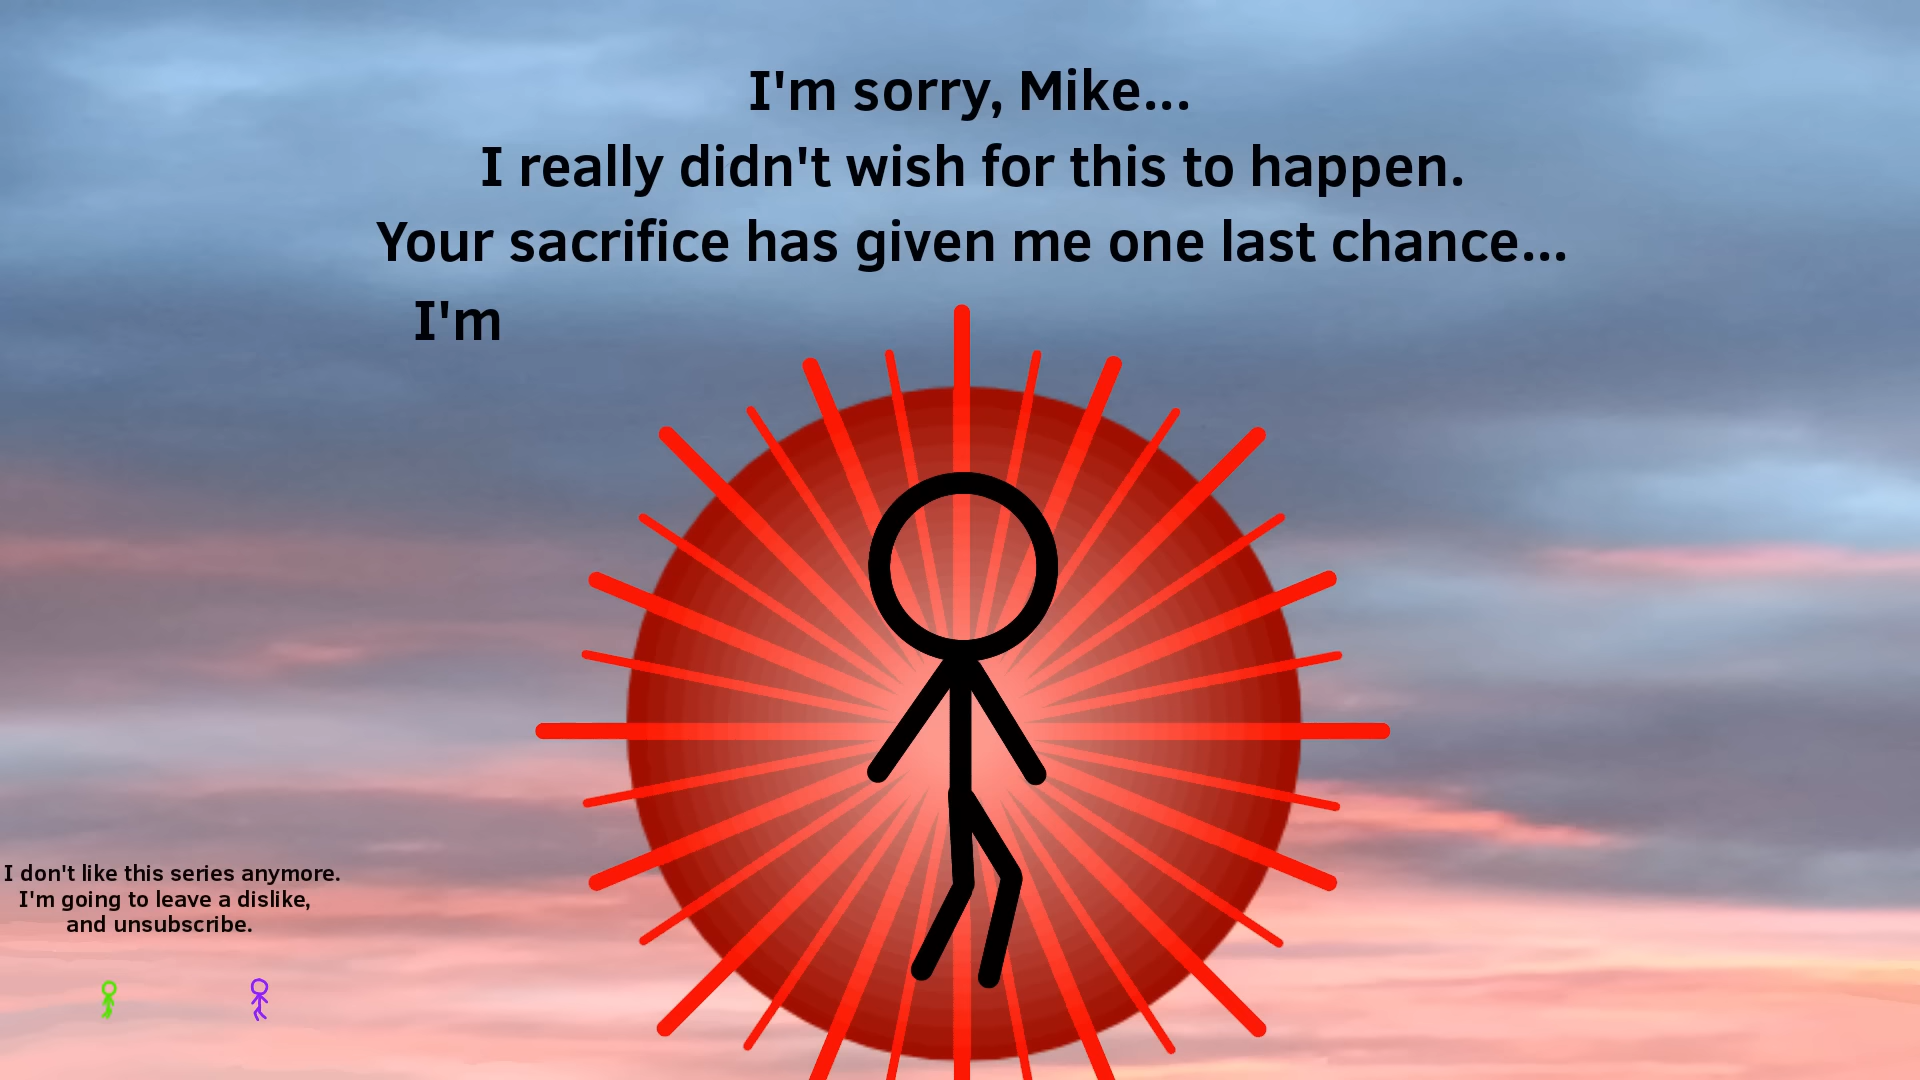 I'm sorry, Mike...
I really didn't wish for this to happen.
Your sacrifice has given me one last chance...
I'm
I don't like this series anymore.
I'm going to leave a dislike,
and unsubscribe.